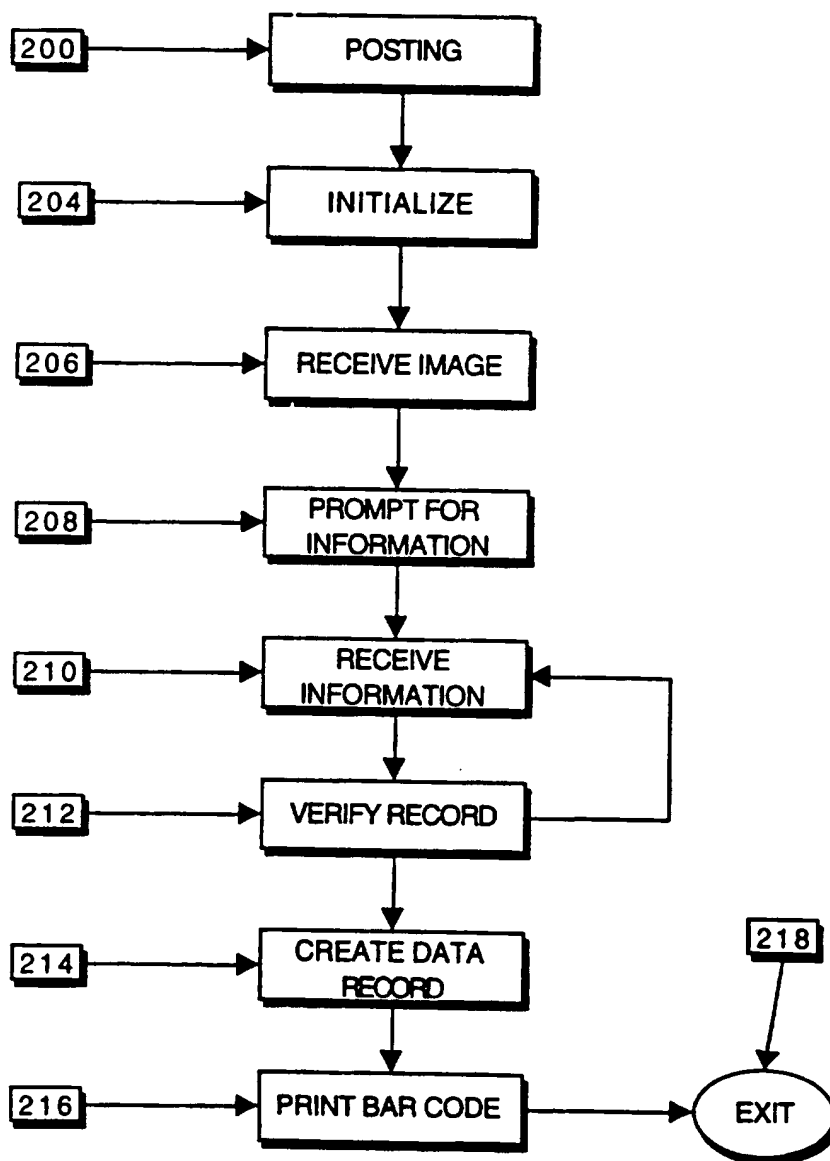 200
POSTING
204
INITIALIZE
206
RECEIVE IMAGE
208
PROMPT FOR
INFORMATION
210
RECEIVE
INFORMATION
212
VERIFY RECORD
214
CREATE DATA
RECORD
218
216
PRINT BAR CODE
EXIT